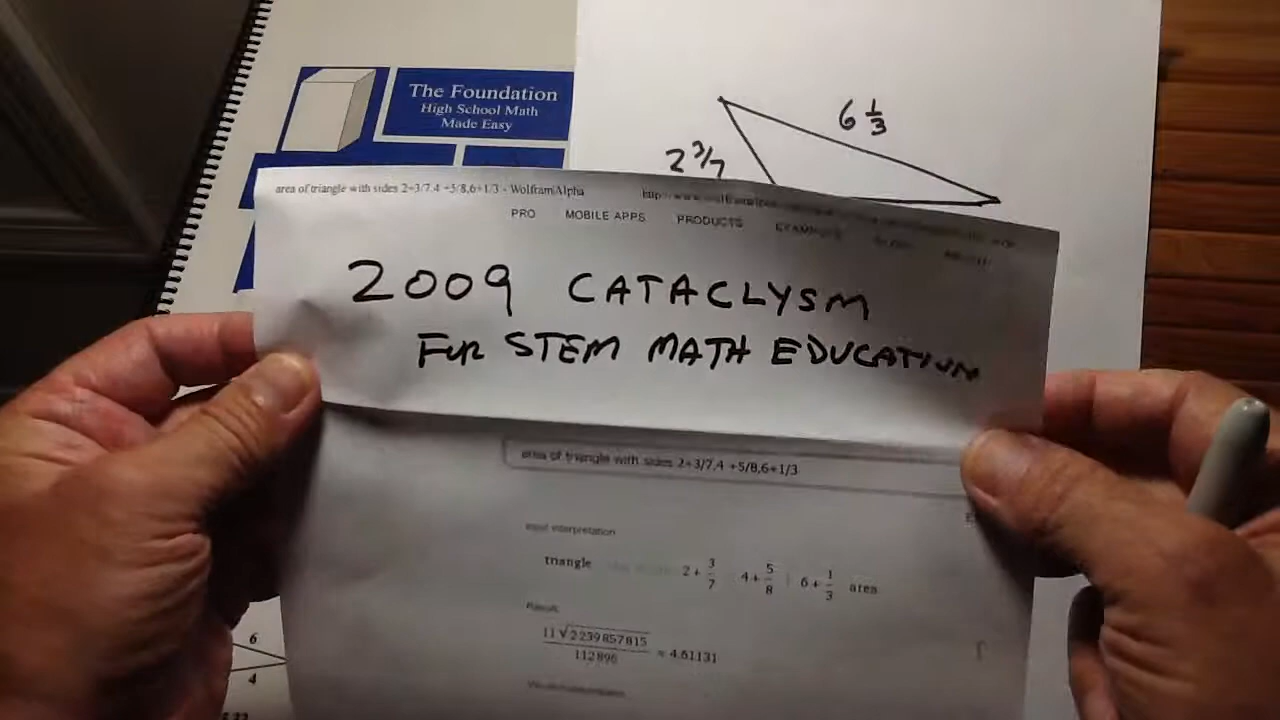 The Foundation
High School Math
Made Easy
6 1/3
2 3/7
area of triangle with sides 2+3/7,4 +5/8,6+1/3 - Wolfram|Alpha
PRO MOBILE APPS PRODUCTS EXAMPLES
2009 CATACLYSM
FOR STEM MATH EDUCATION
area of triangle with sides 2+3/7,4 +5/8,6+1/3
Input interpretation
triangle 2 + 3/7 4 + 5/8 6 + 1/3 area
Result
11√2239857815/112896 ≈ 4.61131
6
4